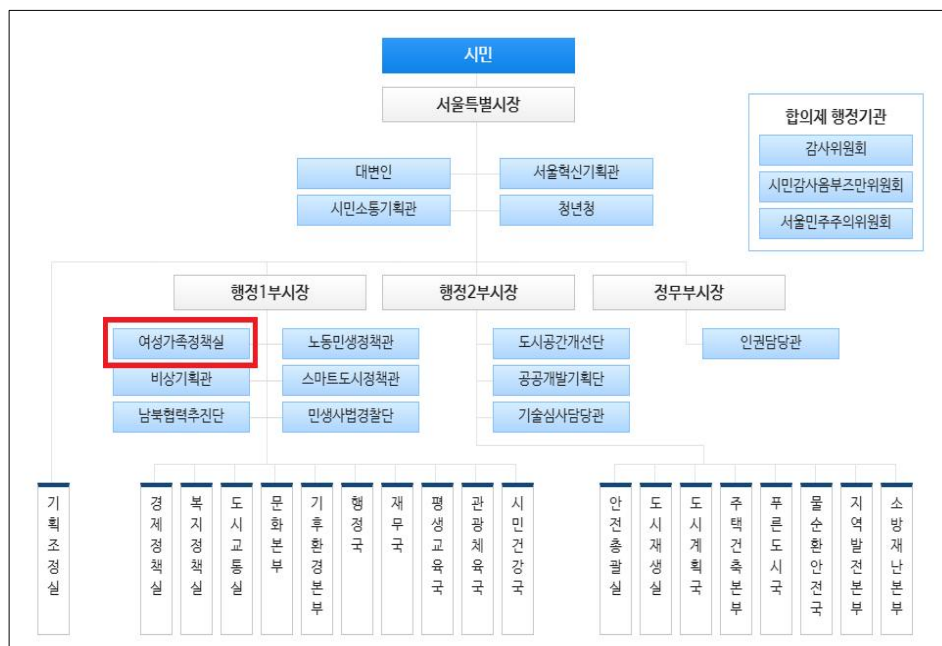 시민
서울특별시장
합의제 행정기관
감사위원회
시민감사옴부즈만위원회
서울민주주의위원회
대변인
서울혁신기획관
시민소통기획관
청년청
행정1부시장
행정2부시장
정무부시장
여성가족정책실
노동민생정책관
도시공간개선단
인권담당관
비상기획관
스마트도시정책관
공공개발기획단
남북협력추진단
민생사법경찰단
기술심사담당관
기획조정실
경제정책실
복지정책실
도시교통실
문화본부
기후환경본부
행정국
재무국
평생교육국
관광체육국
시민건강국
안전총괄실
도시재생실
도시계획국
주택건축본부
푸른도시국
물순환안전국
지역발전본부
소방재난본부